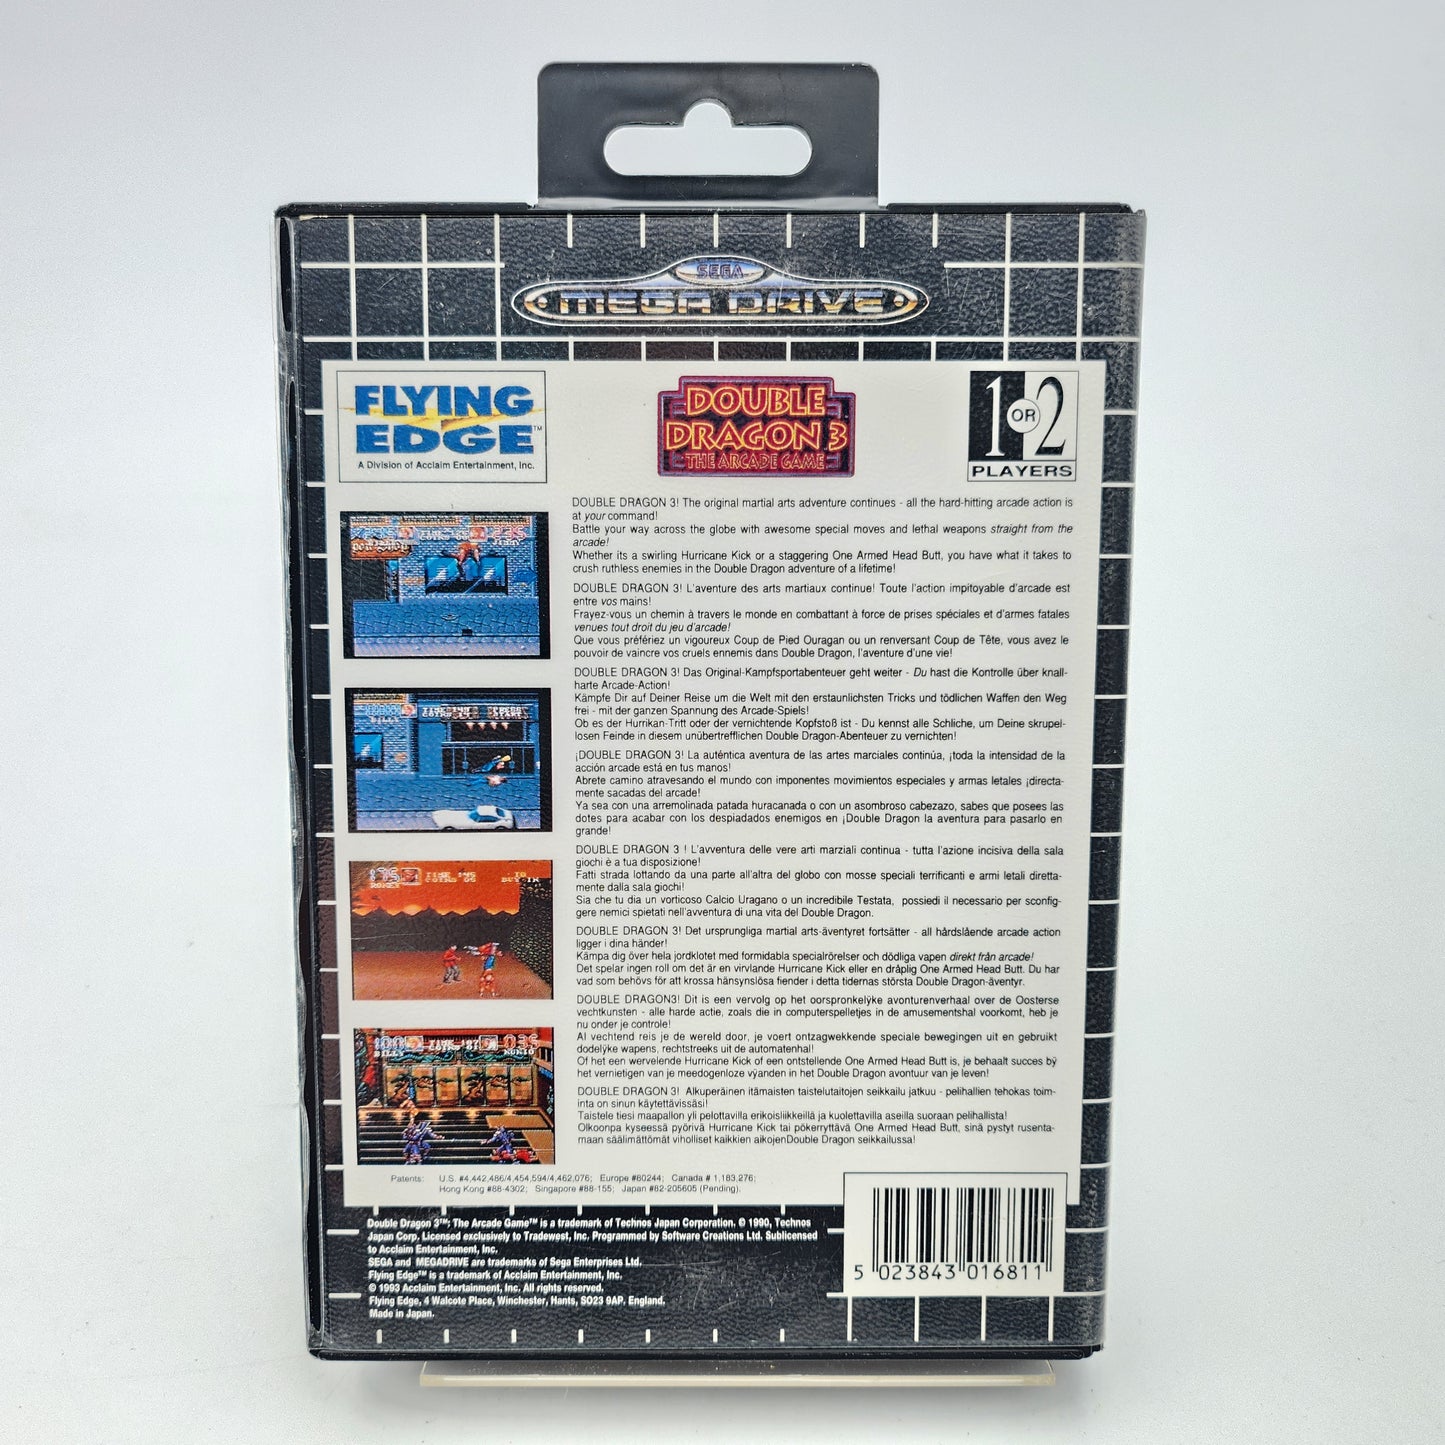 SEGA
MEGA DRIVE
FLYING
EDGE™
A Division of Acclaim Entertainment, Inc.
DOUBLE
DRAGON 3
THE ARCADE GAME
1 OR 2
PLAYERS
DOUBLE DRAGON 3! The original martial arts adventure continues - all the hard-hitting arcade action is
at your command!
Battle your way across the globe with awesome special moves and lethal weapons straight from the
arcade!
Whether its a swirling Hurricane Kick or a staggering One Armed Head Butt, you have what it takes to
crush ruthless enemies in the Double Dragon adventure of a lifetime!
DOUBLE DRAGON 3! L'aventure des arts martiaux continue! Toute l'action impitoyable d'arcade est
entre vos mains!
Frayez-vous un chemin à travers le monde en combattant à force de prises spéciales et d'armes fatales
venues tout droit du jeu d'arcade!
Que vous préfériez un vigoureux Coup de Pied Ouragan ou un renversant Coup de Tête, vous avez le
pouvoir de vaincre vos cruels ennemis dans Double Dragon, l'aventure d'une vie!
DOUBLE DRAGON 3! Das Original-Kampfsportabenteuer geht weiter - Du hast die Kontrolle über knall-
harte Arcade-Action!
Kämpfe Dir auf Deiner Reise um die Welt mit den erstaunlichsten Tricks und tödlichen Waffen den Weg
frei - mit der ganzen Spannung des Arcade-Spiels!
Ob es der Hurrikan-Tritt oder der vernichtende Kopfstoß ist - Du kennst alle Schliche, um Deine skrupel-
losen Feinde in diesem unübertrefflichen Double Dragon-Abenteuer zu vernichten!
¡DOUBLE DRAGON 3! La auténtica aventura de las artes marciales continúa, ¡toda la intensidad de la
acción arcade está en tus manos!
Abrete camino atravesando el mundo con imponentes movimientos especiales y armas letales ¡directa-
mente sacadas del arcade!
Ya sea con una arremolinada patada huracanada o con un asombroso cabezazo, sabes que posees las
dotes para acabar con los despiadados enemigos en ¡Double Dragon la aventura para pasarlo en
grande!
DOUBLE DRAGON 3 ! L'avventura delle vere arti marziali continua - tutta l'azione incisiva della sala
giochi è a tua disposizione!
Fatti strada lottando da una parte all'altra del globo con mosse speciali terrificanti e armi letali diretta-
mente dalla sala giochi!
Sia che tu dia un vorticoso Calcio Uragano o un incredibile Testata, possiedi il necessario per sconfig-
gere nemici spietati nell'avventura di una vita del Double Dragon.
DOUBLE DRAGON 3! Det ursprungliga martial arts-äventyret fortsätter - all hårdslående arcade action
ligger i dina händer!
Kämpa dig över hela jordklotet med formidabla specialrörelser och dödliga vapen direkt från arcade!
Det spelar ingen roll om det är en virvlande Hurricane Kick eller en dråplig One Armed Head Butt. Du har
vad som behövs för att krossa hänsynslösa fiender i detta tidernas största Double Dragon-äventyr.
DOUBLE DRAGON3! Dit is een vervolg op het oorspronkelÿke avonturenverhaal over de Oosterse
vechtkunsten - alle harde actie, zoals die in computerspelletjes in de amusementshal voorkomt, heb je
nu onder je controle!
Al vechtend reis je de wereld door, je voert ontzagwekkende speciale bewegingen uit en gebruikt
dodelÿke wapens, rechtstreeks uit de automatenhal!
Of het een wervelende Hurricane Kick of een ontstellende One Armed Head Butt is, je behaalt succes bÿ
het vernietigen van je meedogenloze vÿanden in het Double Dragon avontuur van je leven!
DOUBLE DRAGON 3! Alkuperäinen itämaisten taistelutaitojen seikkailu jatkuu - pelihallien tehokas toim-
inta on sinun käytettävissäsi!
Taistele tiesi maapallon yli pelottavilla erikoisliikkeillä ja kuolettavilla aseilla suoraan pelihallista!
Olkoonpa kyseessä pyörivä Hurricane Kick tai pökerryttävä One Armed Head Butt, sinä pystyt rusenta-
maan säälimättömät viholliset kaikkien aikojenDouble Dragon seikkailussa!
Patents: U.S. #4,442,486/4,454,594/4,462,076; Europe #80244; Canada # 1,183,276;
Hong Kong #88-4302; Singapore #88-155; Japan #82-205605 (Pending).
Double Dragon 3™: The Arcade Game™ is a trademark of Technos Japan Corporation. © 1990, Technos
Japan Corp. Licensed exclusively to Tradewest, Inc. Programmed by Software Creations Ltd. Sublicensed
to Acclaim Entertainment, Inc.
SEGA and MEGADRIVE are trademarks of Sega Enterprises Ltd.
Flying Edge™ is a trademark of Acclaim Entertainment, Inc.
© 1993 Acclaim Entertainment, Inc. All rights reserved.
Flying Edge, 4 Walcote Place, Winchester, Hants, SO23 9AP. England.
Made in Japan.
5 023843 016811